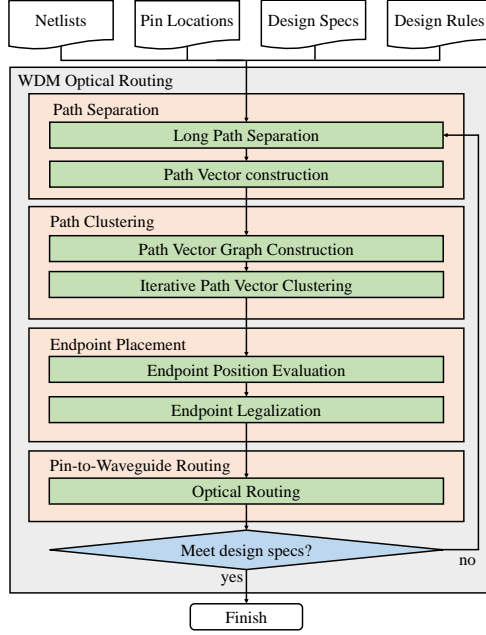 Netlists
Pin Locations
Design Specs
Design Rules
WDM Optical Routing
Path Separation
Long Path Separation
Path Vector construction
Path Clustering
Path Vector Graph Construction
Iterative Path Vector Clustering
Endpoint Placement
Endpoint Position Evaluation
Endpoint Legalization
Pin-to-Waveguide Routing
Optical Routing
Meet design specs?
no
yes
Finish